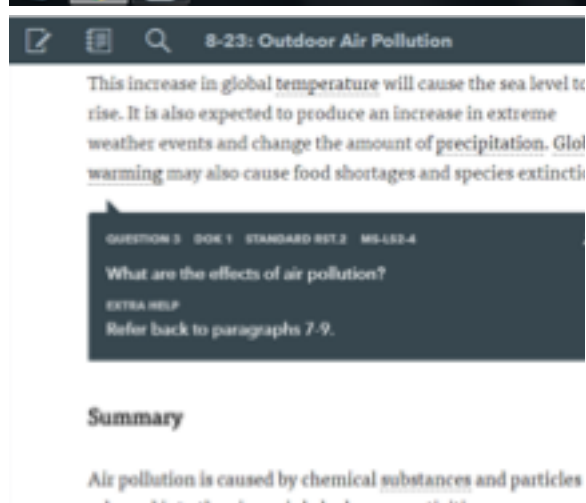 8-23: Outdoor Air Pollution
This increase in global temperature will cause the sea level to
rise. It is also expected to produce an increase in extreme
weather events and change the amount of precipitation. Glo
warming may also cause food shortages and species extincti
QUESTION 3 DOK 1 STANDARD RST.2 MS-LS2-4
What are the effects of air pollution?
EXTRA HELP
Refer back to paragraphs 7-9.
Summary
Air pollution is caused by chemical substances and particles